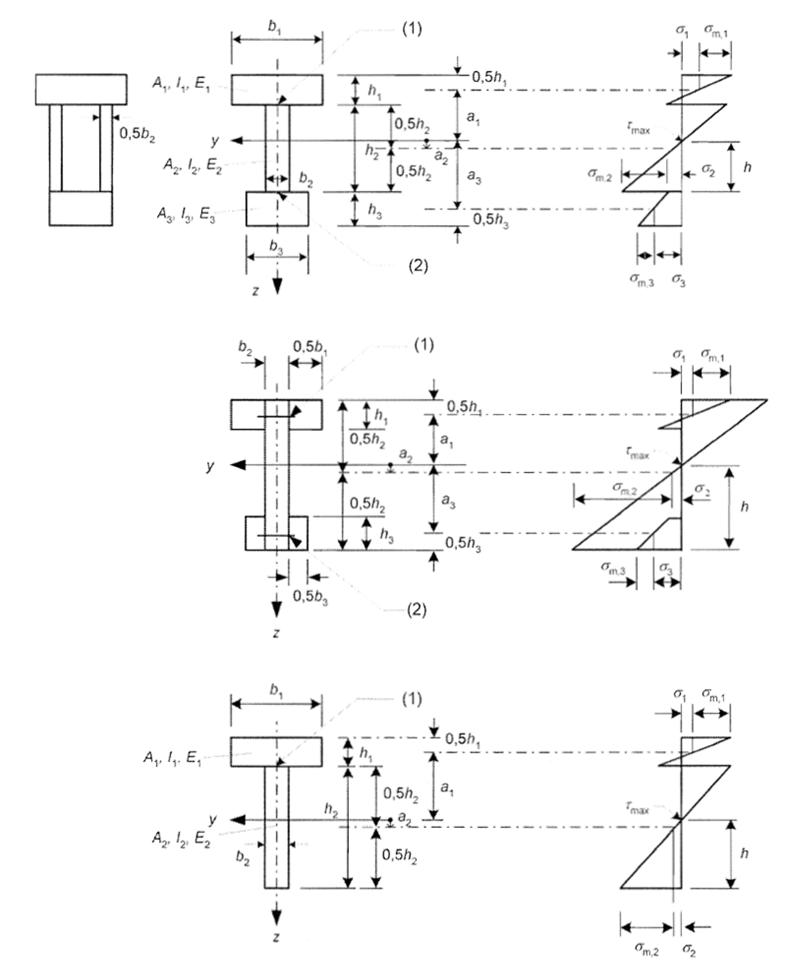 b₁ (1) σ₁ σm,1
A₁, I₁, E₁ h₁ 0,5h₁
0,5b₂ y 0,5h₂ a₁ τmax
A₂, I₂, E₂ h₂ a₂
b₂ 0,5h₂ a₃ σm,2 σ₂ h
A₃, I₃, E₃ h₃ 0,5h₃
b₃ (2) σm,3 σ₃
z
b₂ 0,5b₁ (1) σ₁ σm,1
h₁ 0,5h₁
0,5h₂ a₁
y a₂ τmax
0,5h₂ a₃ σm,2 σ₂ h
h₃ 0,5h₃
0,5b₃ (2) σm,3 σ₃
z
b₁ (1) σ₁ σm,1
A₁, I₁, E₁ h₁ 0,5h₁
y h₂ 0,5h₂ a₁ τmax
A₂, I₂, E₂ a₂
b₂ 0,5h₂ h
z σm,2 σ₂